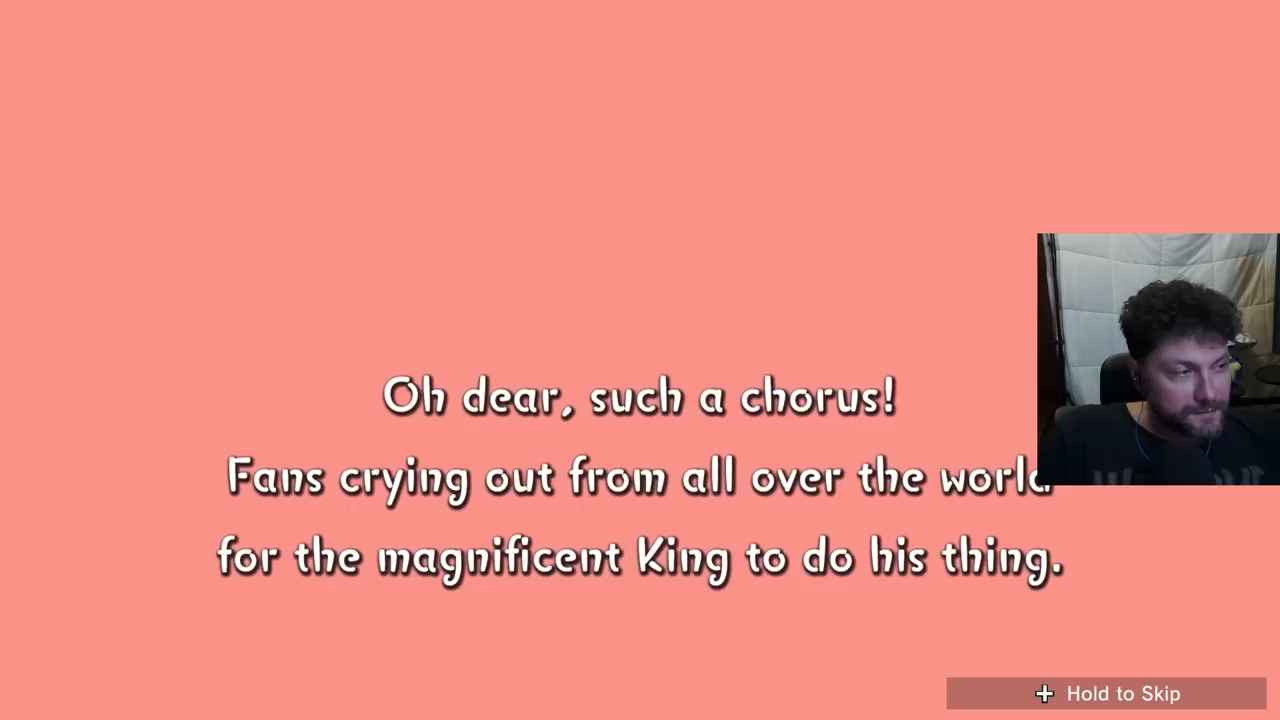 Oh dear, such a chorus!
Fans crying out from all over the world
for the magnificent King to do his thing.
Hold to Skip